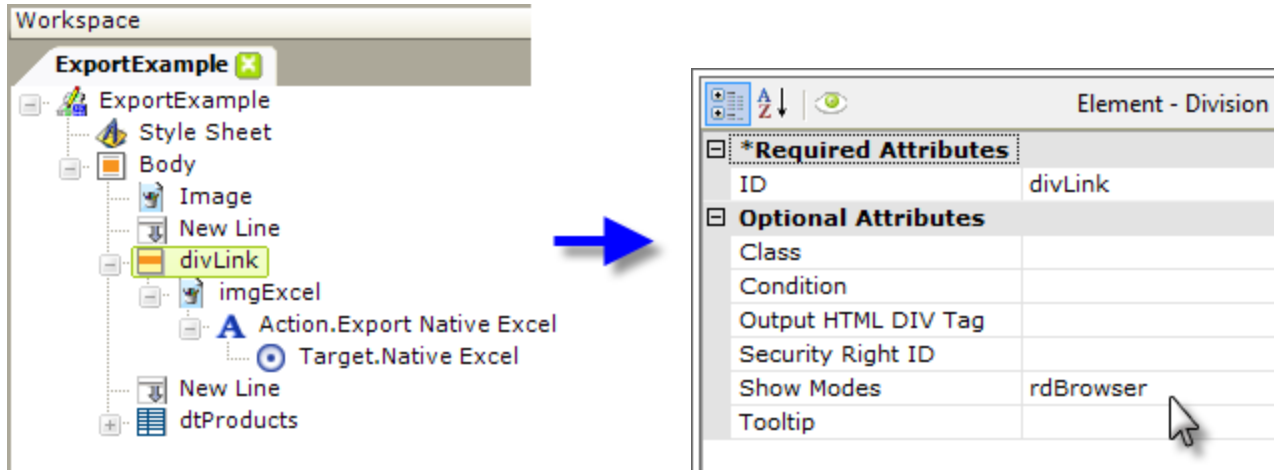 Workspace
ExportExample
ExportExample
Style Sheet
Body
Image
New Line
divLink
imgExcel
Action.Export Native Excel
Target.Native Excel
New Line
dtProducts
A Z
Element - Division
*Required Attributes
ID divLink
Optional Attributes
Class
Condition
Output HTML DIV Tag
Security Right ID
Show Modes rdBrowser
Tooltip